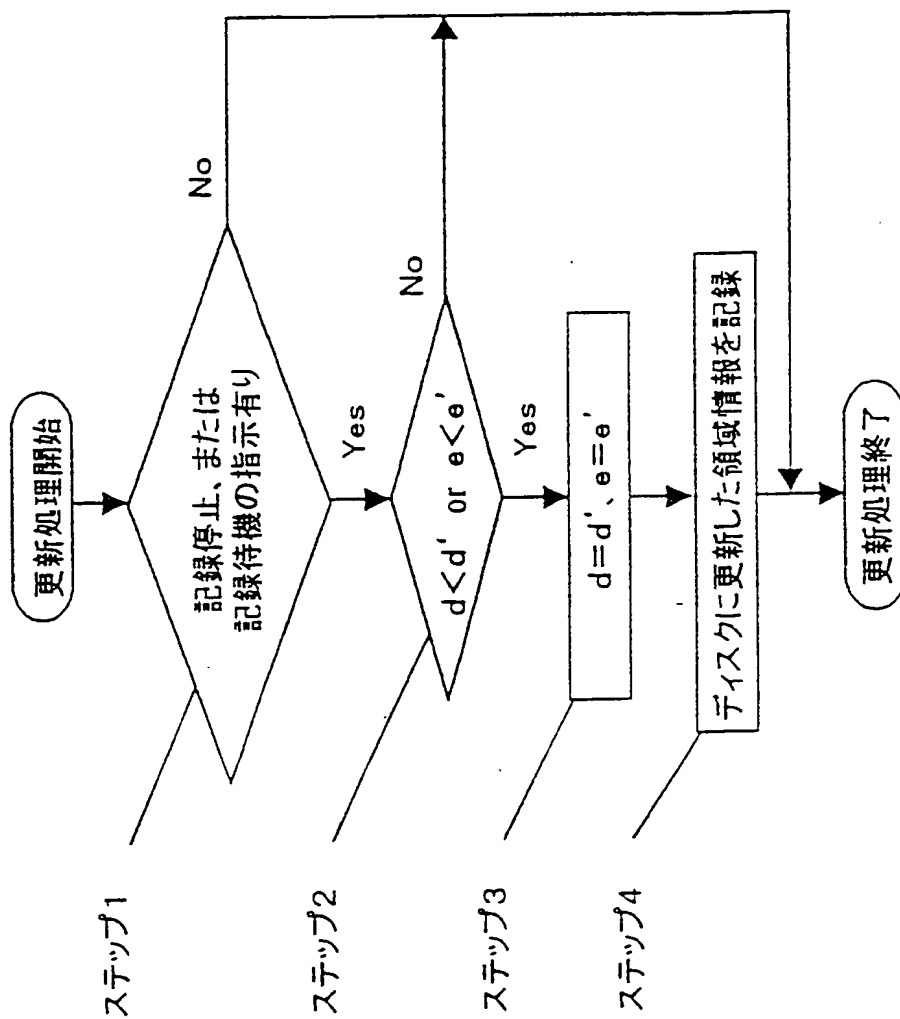 更新処理開始
ステップ1
記録停止、または
記録待機の指示有り
No
Yes
ステップ2
d<d' or e<e'
No
Yes
ステップ3
d=d'、e=e'
ステップ4
ディスクに更新した領域情報を記録
更新処理終了